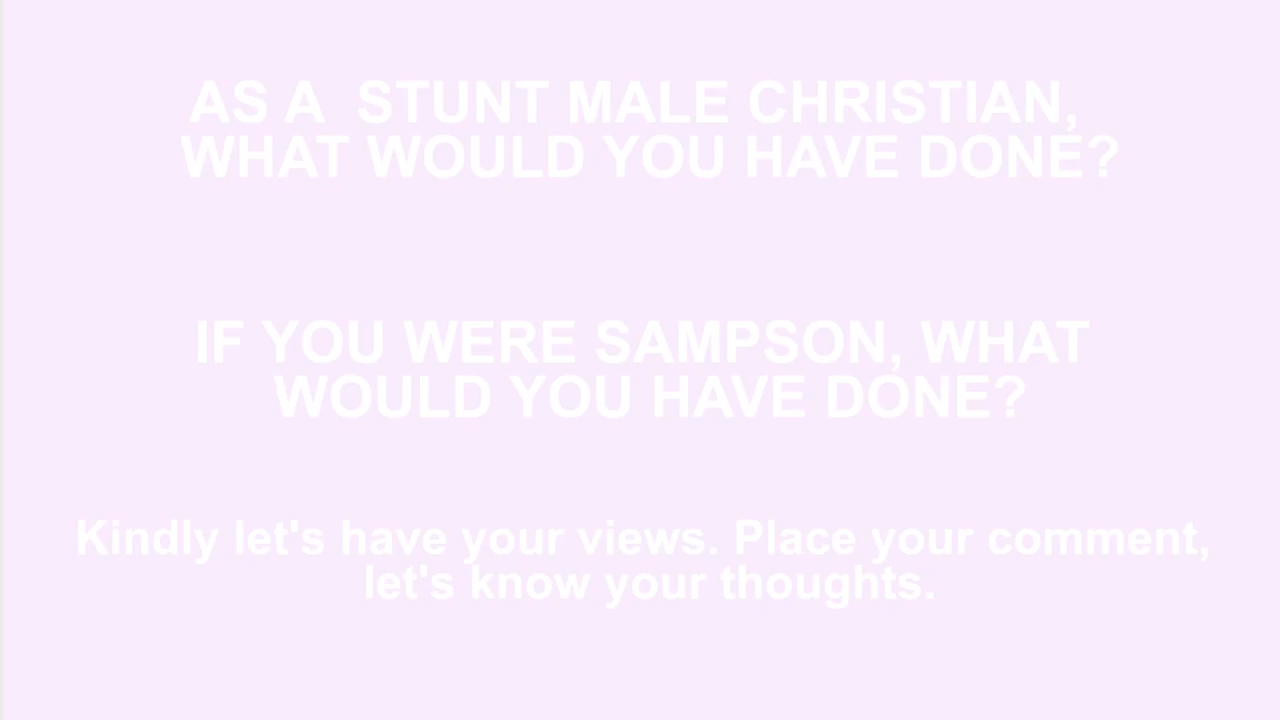 AS A  STUNT MALE CHRISTIAN,
WHAT WOULD YOU HAVE DONE?
IF YOU WERE SAMPSON, WHAT
WOULD YOU HAVE DONE?
Kindly let's have your views. Place your comment,
let's know your thoughts.